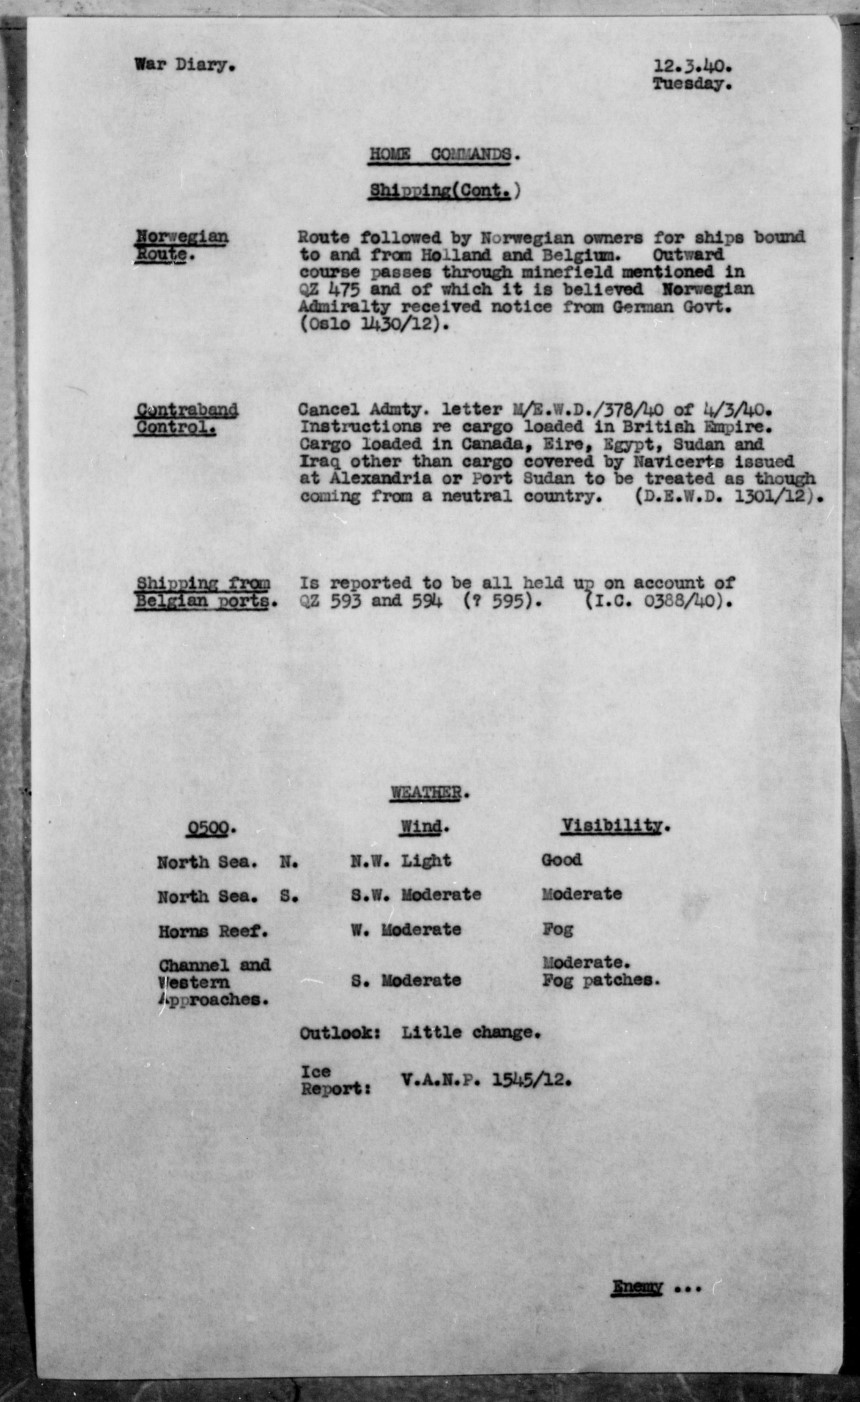 War Diary. 12.3.40.
Tuesday.
HOME COMMANDS.
Shipping(Cont.)
Norwegian Route followed by Norwegian owners for ships bound
Route. to and from Holland and Belgium. Outward
course passes through minefield mentioned in
QZ 475 and of which it is believed Norwegian
Admiralty received notice from German Govt.
(Oslo 1430/12).
Contraband Cancel Admty. letter M/E.W.D./378/40 of 4/3/40.
Control. Instructions re cargo loaded in British Empire.
Cargo loaded in Canada, Eire, Egypt, Sudan and
Iraq other than cargo covered by Navicerts issued
at Alexandria or Port Sudan to be treated as though
coming from a neutral country. (D.E.W.D. 1301/12).
Shipping from Is reported to be all held up on account of
Belgian ports. QZ 593 and 594 (? 595). (I.C. 0388/40).
WEATHER.
0500. Wind. Visibility.
North Sea. N. N.W. Light Good
North Sea. S. S.W. Moderate Moderate
Horns Reef. W. Moderate Fog
Channel and Moderate.
Western S. Moderate Fog patches.
Approaches.
Outlook: Little change.
Ice
Report: V.A.N.P. 1545/12.
Enemy ...